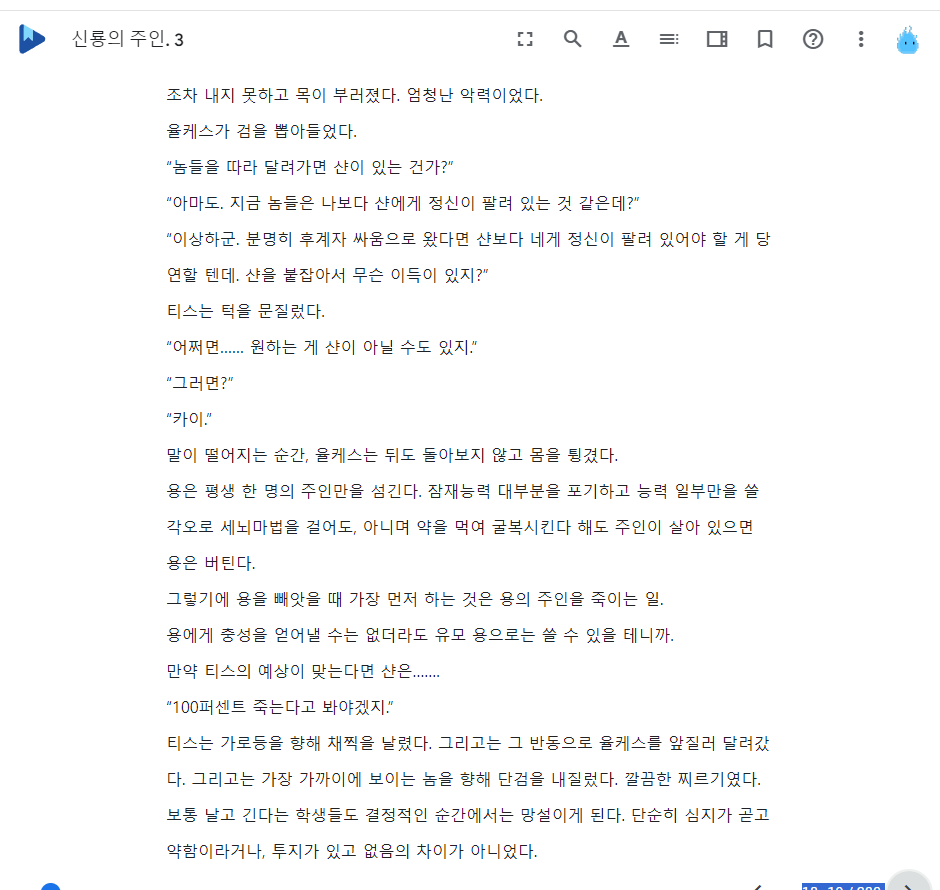 신룡의 주인. 3
조차 내지 못하고 목이 부러졌다. 엄청난 악력이었다.
율케스가 검을 뽑아들었다.
“놈들을 따라 달려가면 샨이 있는 건가?”
“아마도. 지금 놈들은 나보다 샨에게 정신이 팔려 있는 것 같은데?”
“이상하군. 분명히 후계자 싸움으로 왔다면 샨보다 네게 정신이 팔려 있어야 할 게 당
연할 텐데. 샨을 붙잡아서 무슨 이득이 있지?”
티스는 턱을 문질렀다.
“어쩌면…… 원하는 게 샨이 아닐 수도 있지.”
“그러면?”
“카이.”
말이 떨어지는 순간, 율케스는 뒤도 돌아보지 않고 몸을 튕겼다.
용은 평생 한 명의 주인만을 섬긴다. 잠재능력 대부분을 포기하고 능력 일부만을 쓸
각오로 세뇌마법을 걸어도, 아니며 약을 먹여 굴복시킨다 해도 주인이 살아 있으면
용은 버틴다.
그렇기에 용을 빼앗을 때 가장 먼저 하는 것은 용의 주인을 죽이는 일.
용에게 충성을 얻어낼 수는 없더라도 유모 용으로는 쓸 수 있을 테니까.
만약 티스의 예상이 맞는다면 샨은…….
“100퍼센트 죽는다고 봐야겠지.”
티스는 가로등을 향해 채찍을 날렸다. 그리고는 그 반동으로 율케스를 앞질러 달려갔
다. 그리고는 가장 가까이에 보이는 놈을 향해 단검을 내질렀다. 깔끔한 찌르기였다.
보통 날고 긴다는 학생들도 결정적인 순간에서는 망설이게 된다. 단순히 심지가 곧고
약함이라거나, 투지가 있고 없음의 차이가 아니었다.